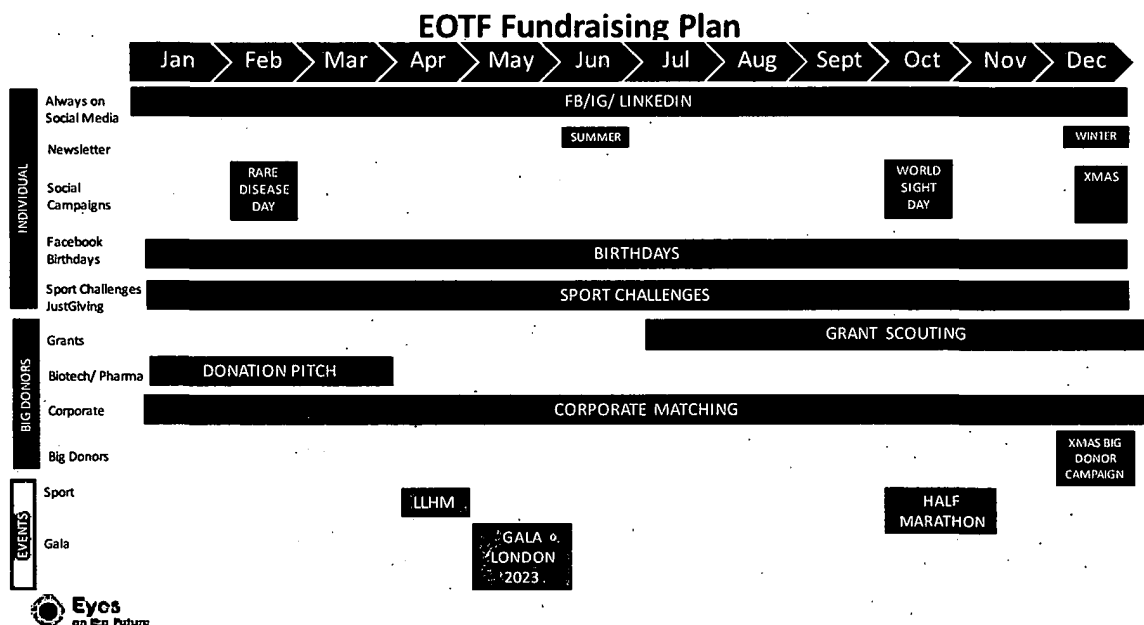 EOTF Fundraising Plan
Jan Feb Mar Apr May Jun Jul Aug Sept Oct Nov Dec
INDIVIDUAL
Always on
Social Media
FB/IG/ LINKEDIN
Newsletter
SUMMER
WINTER
Social
Campaigns
RARE
DISEASE
DAY
WORLD
SIGHT
DAY
XMAS
Facebook
Birthdays
BIRTHDAYS
Sport Challenges
JustGiving
SPORT CHALLENGES
BIG DONORS
Grants
GRANT SCOUTING
Biotech/ Pharma
DONATION PITCH
Corporate
CORPORATE MATCHING
Big Donors
XMAS BIG
DONOR
CAMPAIGN
EVENTS
Sport
LLHM
HALF
MARATHON
Gala
GALA
LONDON
2023
Eyes
on the Future